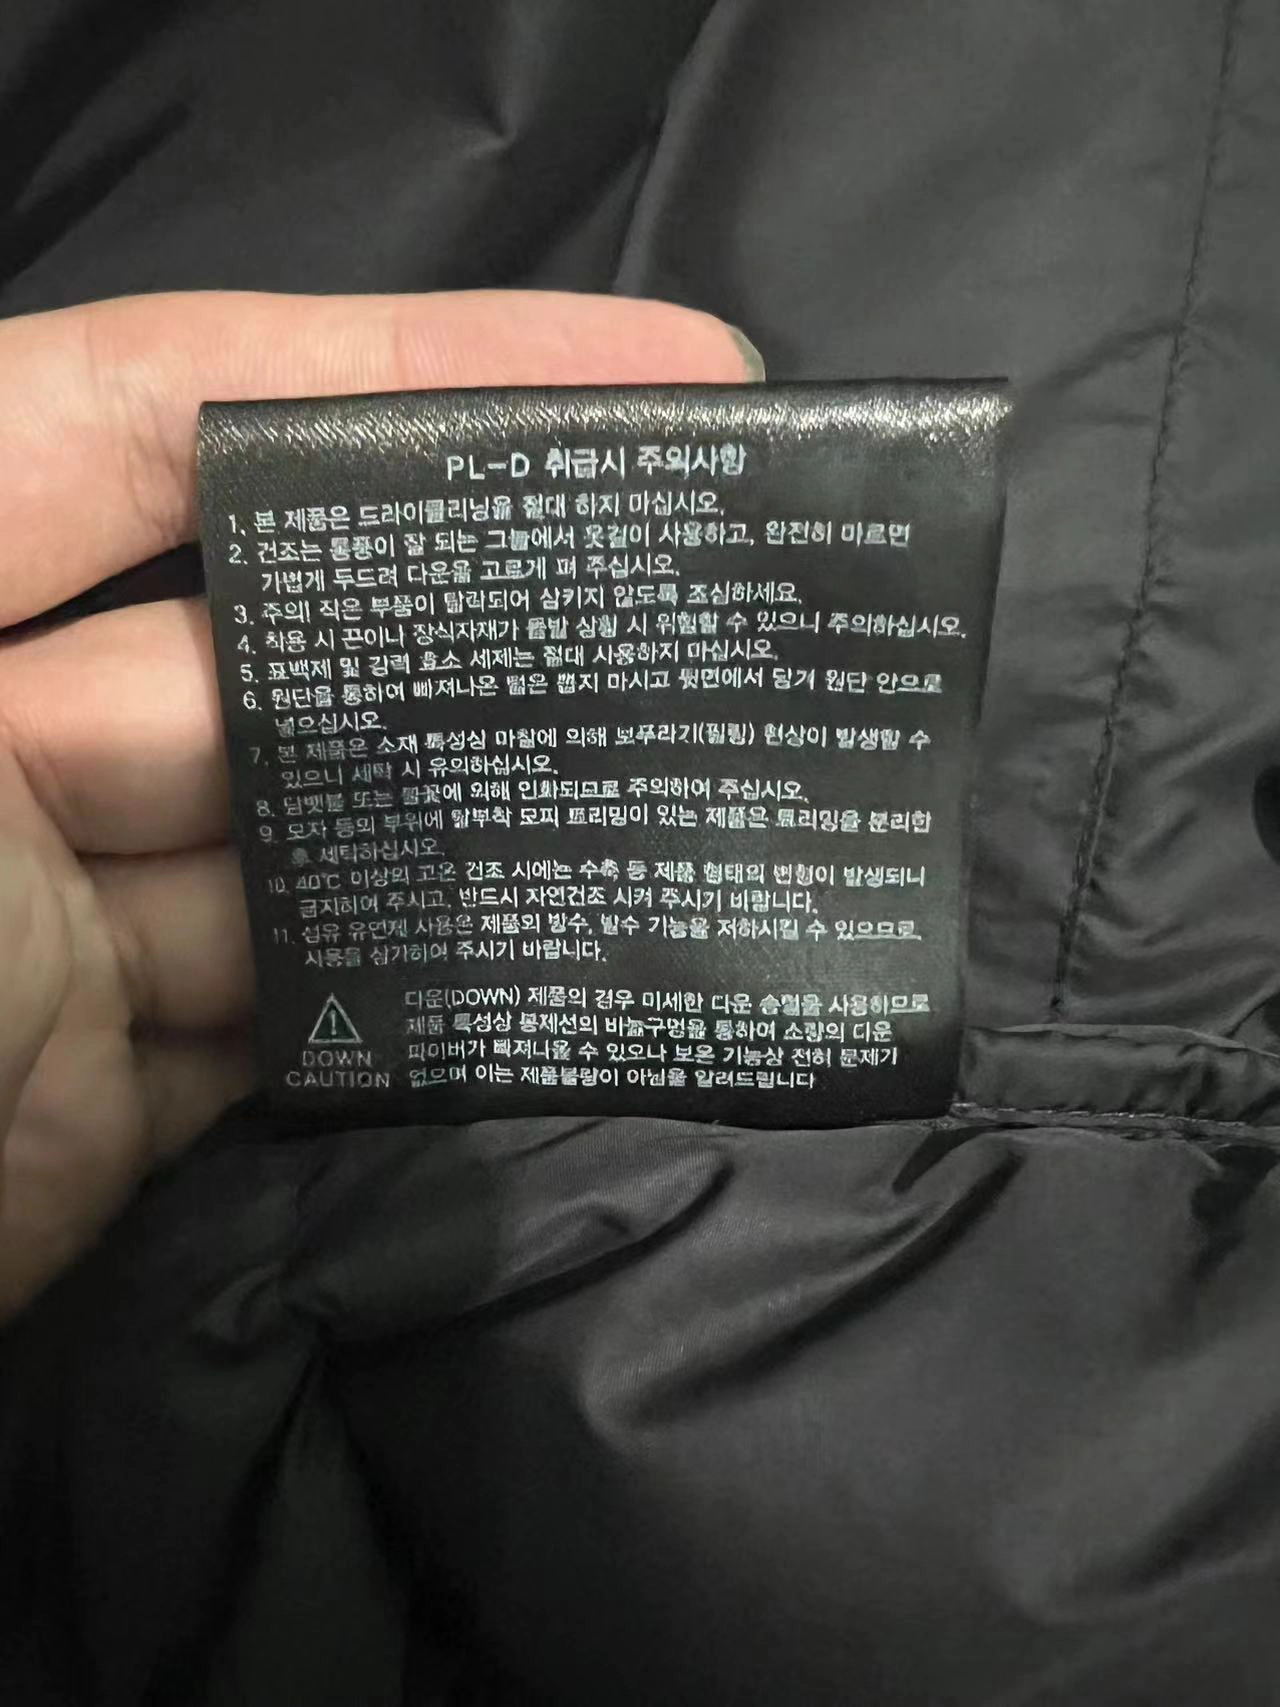 PL-D 취급시 주의사항
1. 본 제품은 드라이클리닝을 절대 하지 마십시오.
2. 건조는 통풍이 잘 되는 그늘에서 옷걸이 사용하고, 완전히 마르면
가볍게 두드려 다운을 고르게 펴 주십시오.
3. 주의! 작은 부품이 탈락되어 삼키지 않도록 조심하세요.
4. 착용 시 끈이나 장식자재가 돌발 상황 시 위험할 수 있으니 주의하십시오.
5. 표백제 및 강력 효소 세제는 절대 사용하지 마십시오.
6. 원단을 통하여 빠져나온 털은 뽑지 마시고 뒷면에서 당겨 원단 안으로
넣으십시오.
7. 본 제품은 소재 특성상 마찰에 의해 보푸라기(필링) 현상이 발생할 수
있으니 세탁 시 유의하십시오.
8. 담뱃불 또는 불꽃에 의해 인화되므로 주의하여 주십시오.
9. 모자 등의 부위에 탈부착 모피 트리밍이 있는 제품은 트리밍을 분리한
후 세탁하십시오.
10. 40℃ 이상의 고온 건조 시에는 수축 등 제품 형태의 변형이 발생되니
금지하여 주시고, 반드시 자연건조 시켜 주시기 바랍니다.
11. 섬유 유연제 사용은 제품의 방수, 발수 기능을 저하시킬 수 있으므로
사용을 삼가하여 주시기 바랍니다.
다운(DOWN) 제품의 경우 미세한 다운 솜털을 사용하므로
제품 특성상 봉제선의 바늘구멍을 통하여 소량의 다운
파이버가 빠져나올 수 있으나 보온 기능상 전혀 문제가
없으며 이는 제품불량이 아님을 알려드립니다
DOWN
CAUTION